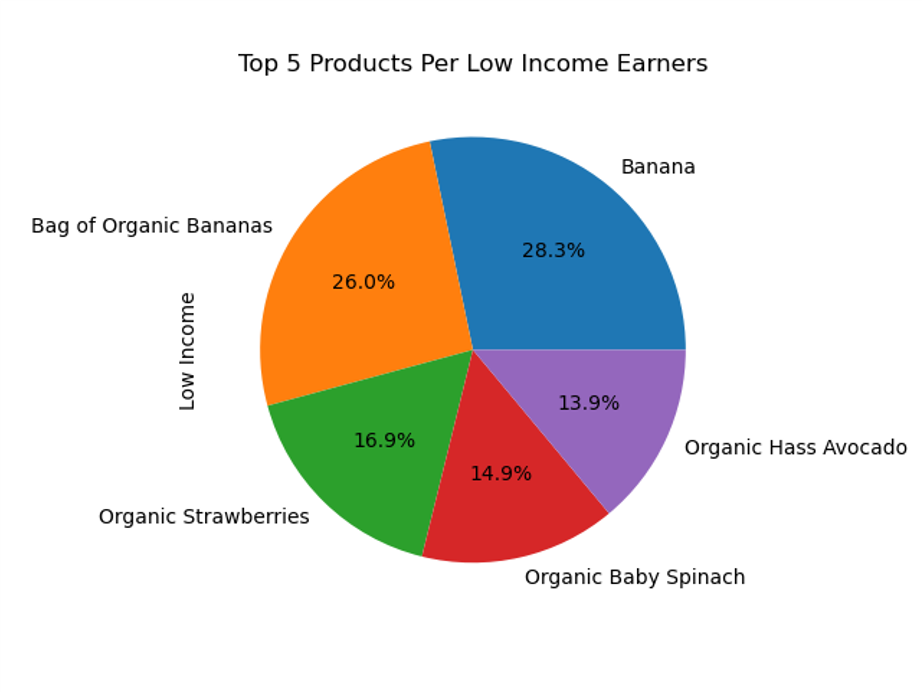 Top 5 Products Per Low Income Earners
Banana
Bag of Organic Bananas
28.3%
26.0%
Low Income
13.9%
16.9%
Organic Hass Avocado
14.9%
Organic Strawberries
Organic Baby Spinach